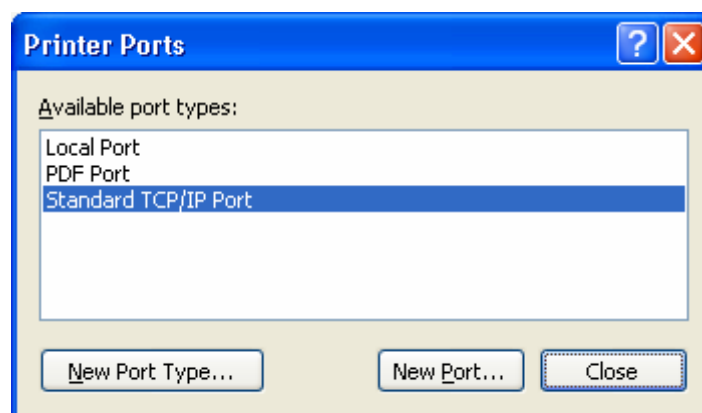 Printer Ports
?
Available port types:
Local Port
PDF Port
Standard TCP/IP Port
New Port Type... New Port... Close